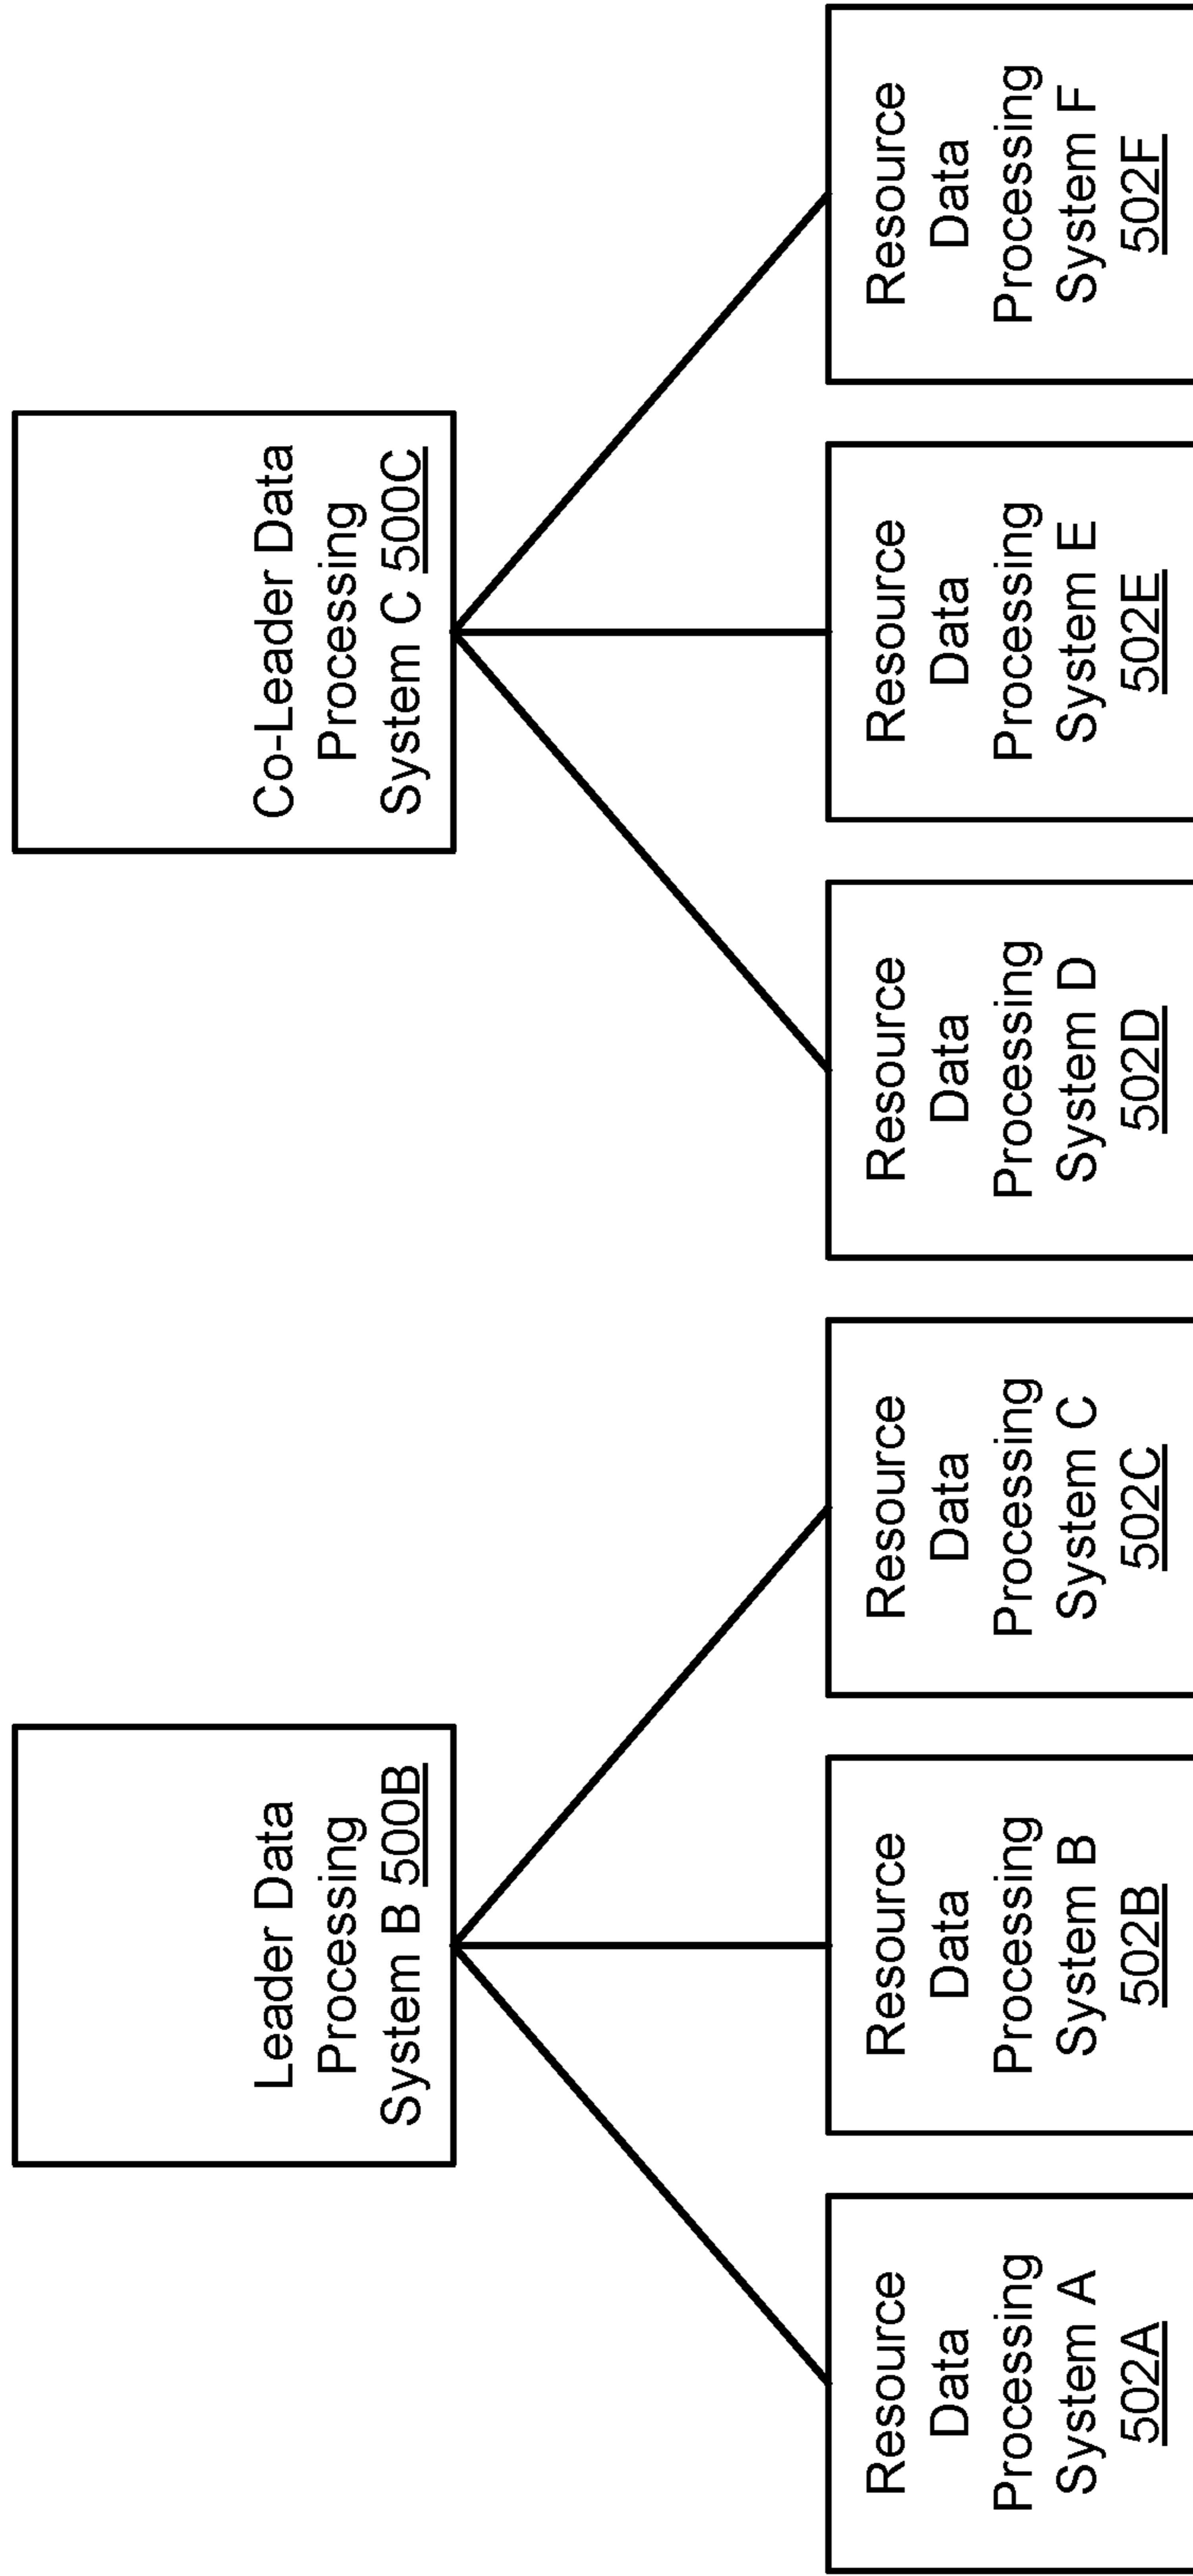 Leader Data
Processing
System B 500B
Co-Leader Data
Processing
System C 500C
Resource
Data
Processing
System A
502A
Resource
Data
Processing
System B
502B
Resource
Data
Processing
System C
502C
Resource
Data
Processing
System D
502D
Resource
Data
Processing
System E
502E
Resource
Data
Processing
System F
502F